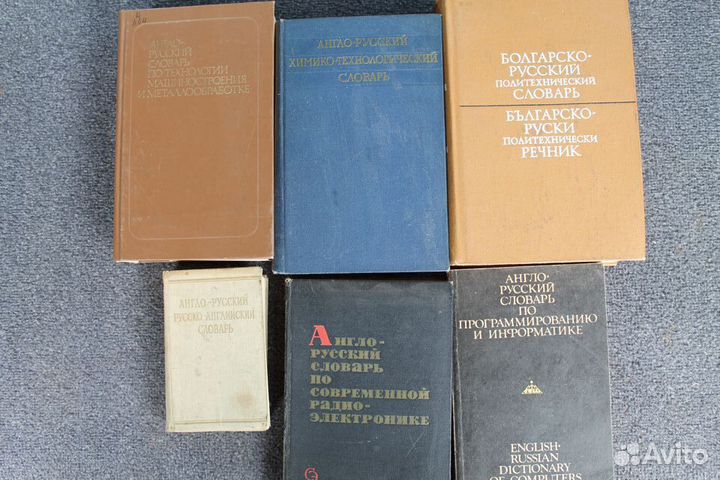 АНГЛО-
РУССКИЙ
СЛОВАРЬ
ПО ТЕХНОЛОГИИ
МАШИНОСТРОЕНИЯ
И МЕТАЛЛООБРАБОТКЕ
АНГЛО-РУССКИЙ
ХИМИКО-ТЕХНОЛОГИЧЕСКИЙ
СЛОВАРЬ
БОЛГАРСКО-
РУССКИЙ
ПОЛИТЕХНИЧЕСКИЙ
СЛОВАРЬ
БЪЛГАРСКО-
РУСКИ
ПОЛИТЕХНИЧЕСКИ
РЕЧНИК
АНГЛО-РУССКИЙ
РУССКО-АНГЛИЙСКИЙ
СЛОВАРЬ
АНГЛО-
РУССКИЙ
СЛОВАРЬ
ПО
СОВРЕМЕННОЙ
РАДИО-
ЭЛЕКТРОНИКЕ
АНГЛО-
РУССКИЙ
СЛОВАРЬ
ПО
ПРОГРАММИРОВАНИЮ
И ИНФОРМАТИКЕ
ENGLISH-
RUSSIAN
DICTIONARY
OF COMPUTERS
Avito